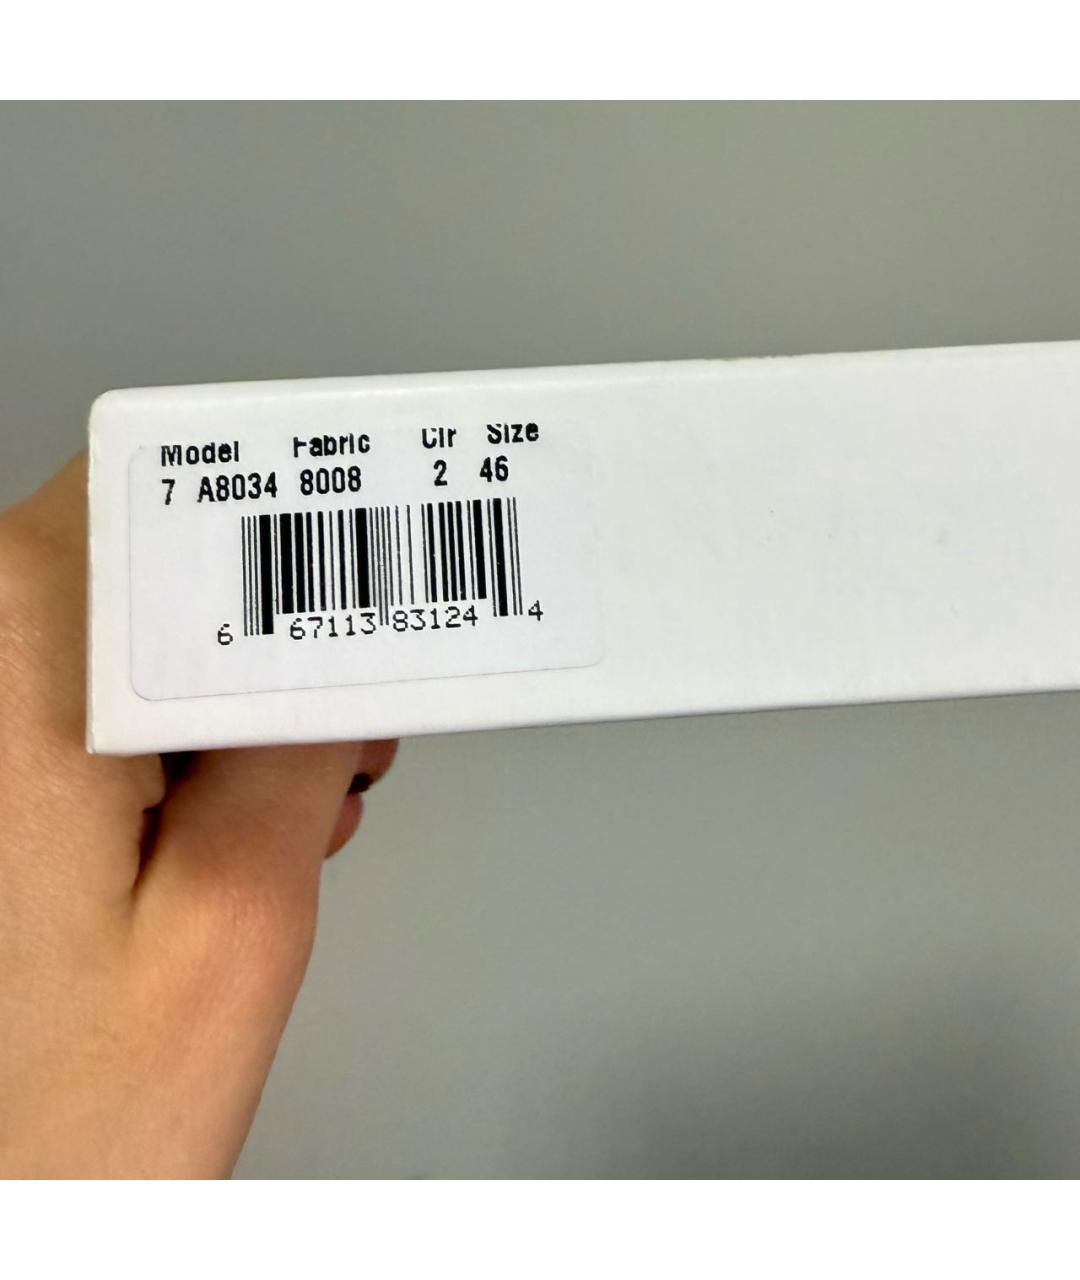 Model Fabric Clr Size
7 A8034 8008 2 46
6 67113 83124 4